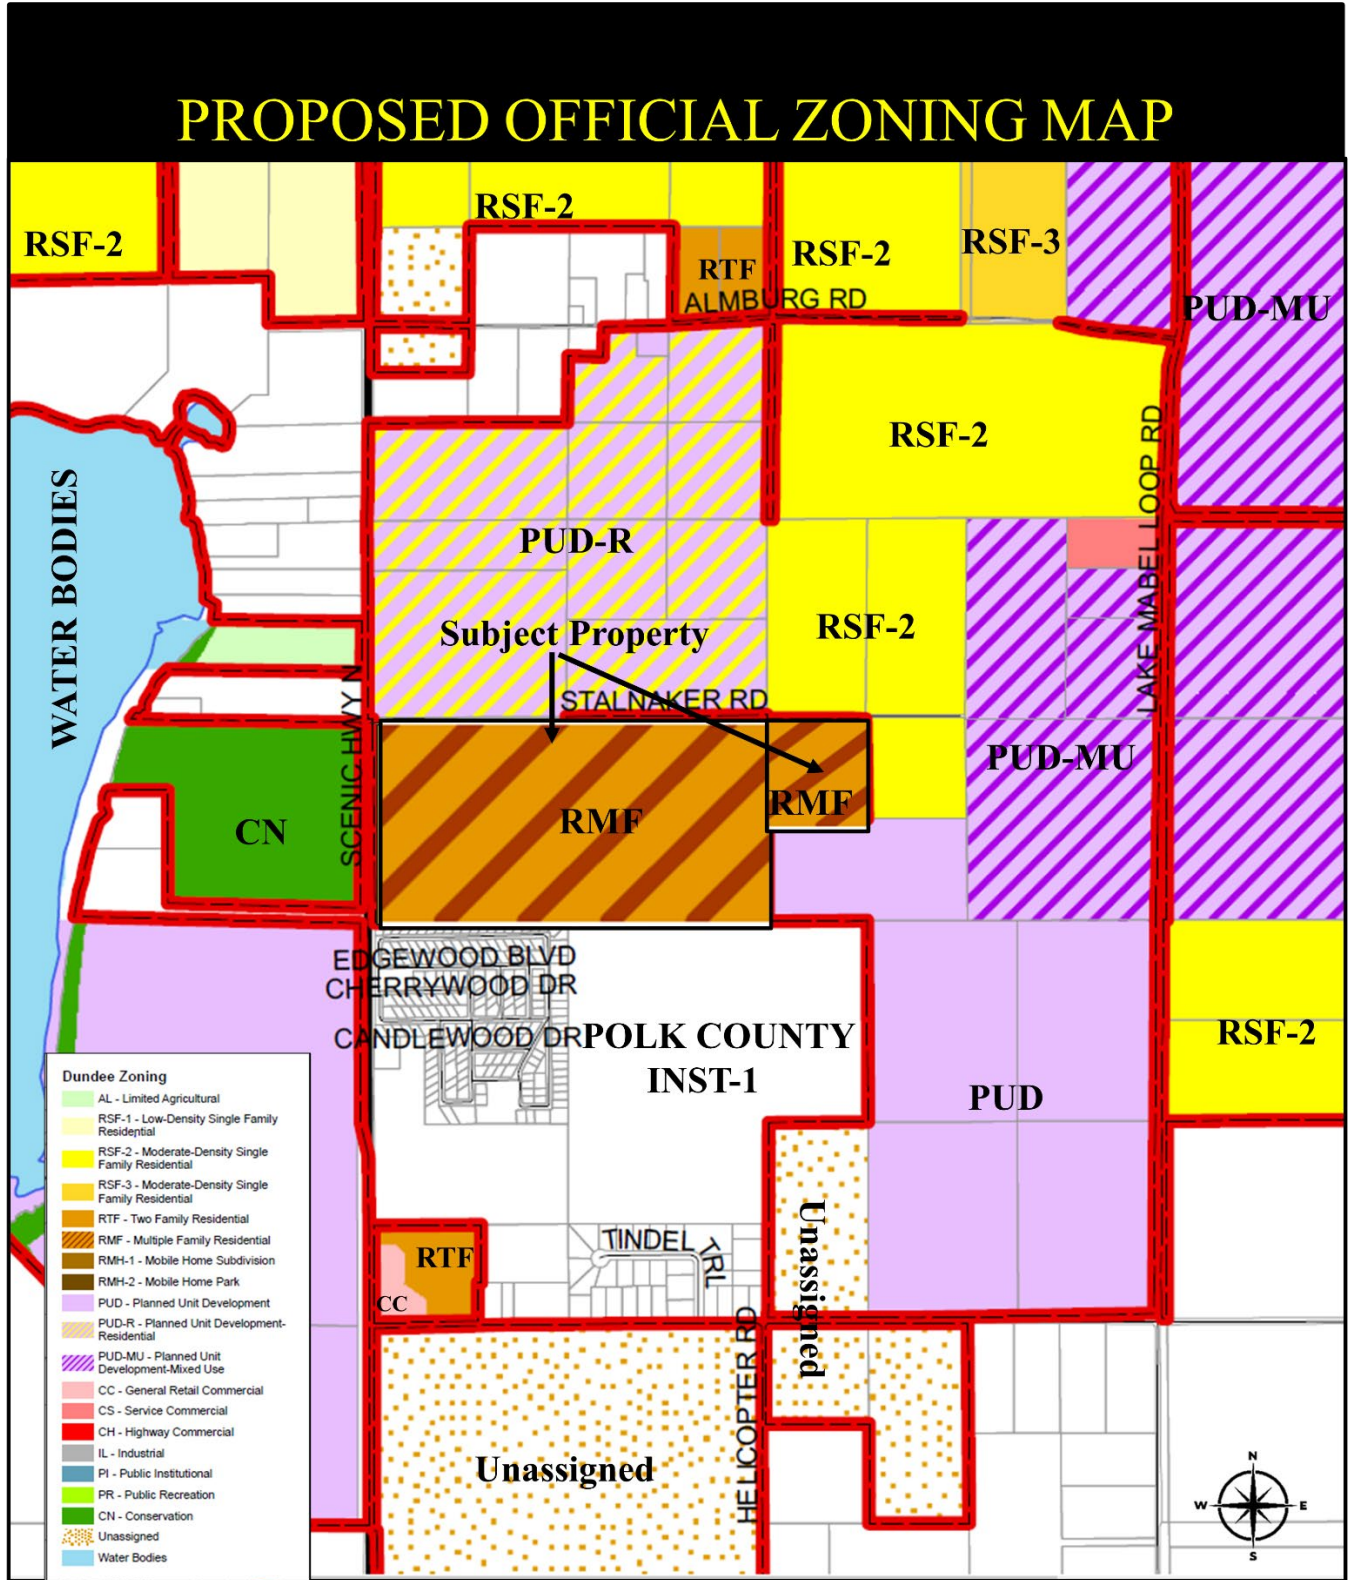 PROPOSED OFFICIAL ZONING MAP
RSF-2
RSF-2
RTF
RSF-2
RSF-3
ALMBURG RD
PUD-MU
RSF-2
LAKE MABEL LOOP RD
WATER BODIES
PUD-R
RSF-2
Subject Property
STALNAKER RD
SCENIC HWY N
PUD-MU
RMF
RMF
CN
EDGEWOOD BLVD
CHERRYWOOD DR
CANDLEWOOD DR
POLK COUNTY
INST-1
RSF-2
PUD
Unassigned
TINDEL TRL
RTF
CC
HELICOPTER RD
Unassigned
Dundee Zoning
AL - Limited Agricultural
RSF-1 - Low-Density Single Family
Residential
RSF-2 - Moderate-Density Single
Family Residential
RSF-3 - Moderate-Density Single
Family Residential
RTF - Two Family Residential
RMF - Multiple Family Residential
RMH-1 - Mobile Home Subdivision
RMH-2 - Mobile Home Park
PUD - Planned Unit Development
PUD-R - Planned Unit Development-
Residential
PUD-MU - Planned Unit
Development-Mixed Use
CC - General Retail Commercial
CS - Service Commercial
CH - Highway Commercial
IL - Industrial
PI - Public Institutional
PR - Public Recreation
CN - Conservation
Unassigned
Water Bodies
N
W
E
S